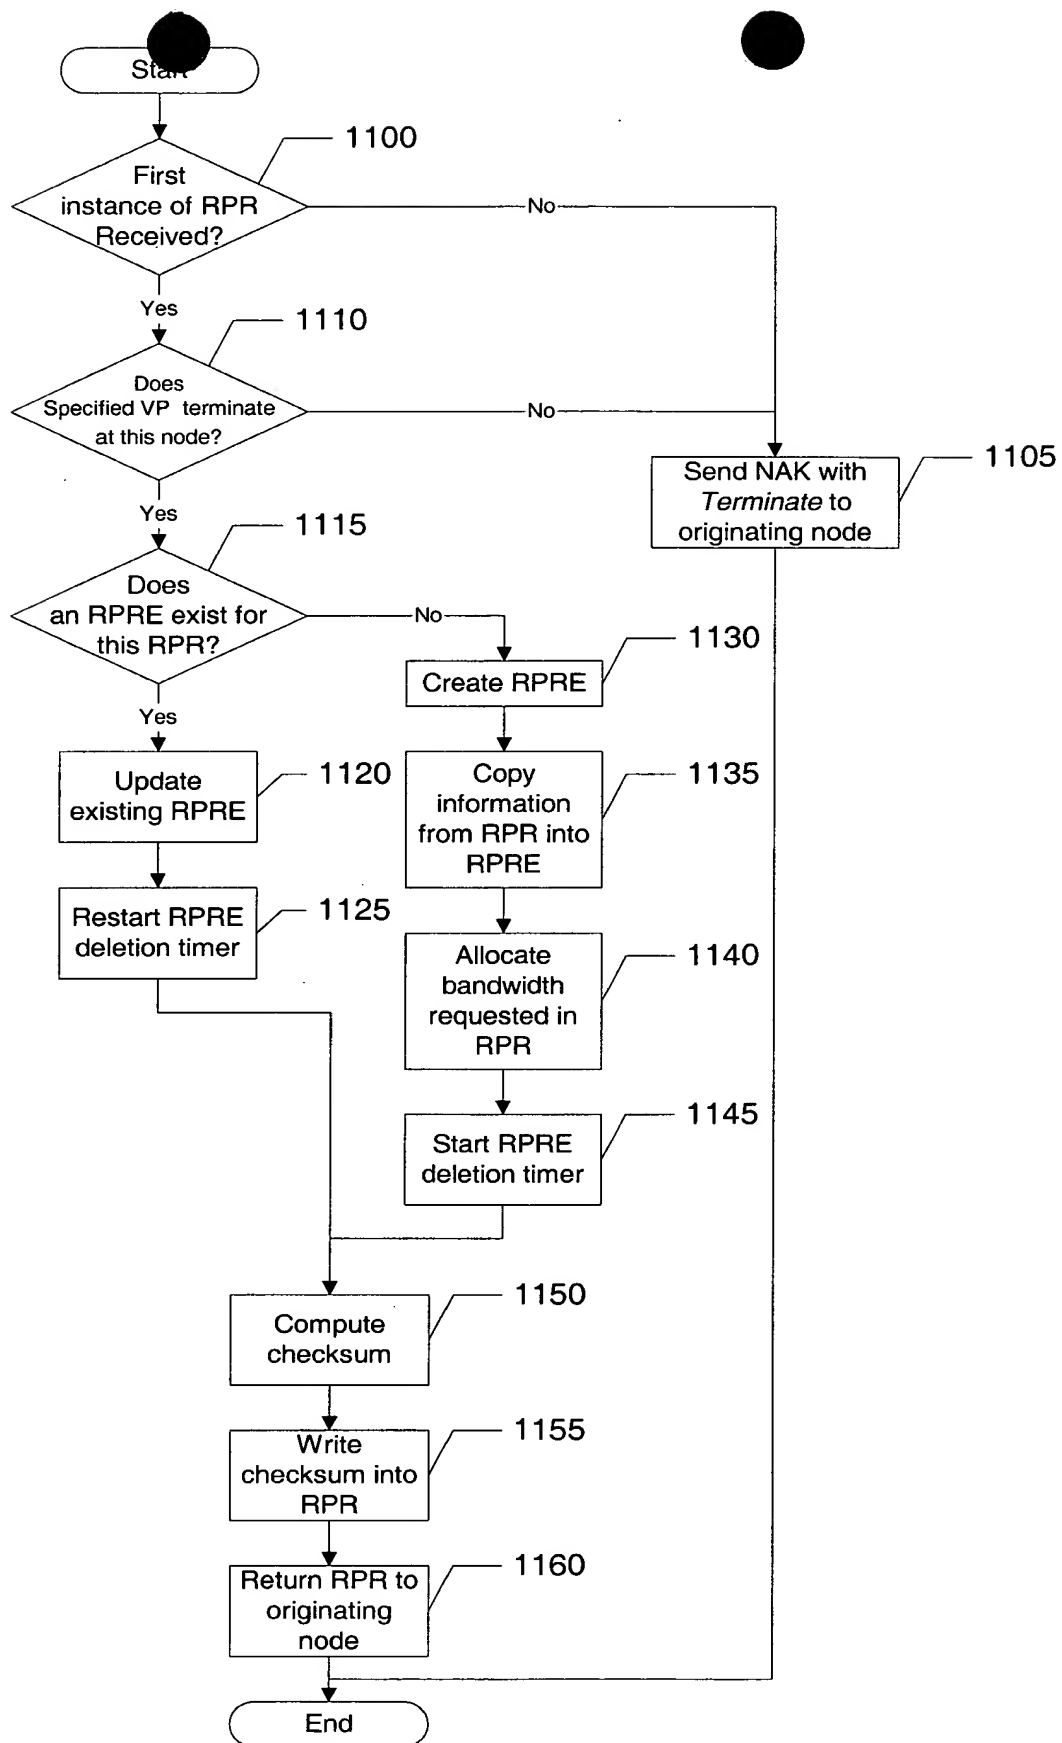 Start
1100
First
instance of RPR
Received?
No
Yes
1110
Does
Specified VP terminate
at this node?
No
1105
Send NAK with
Terminate to
originating node
Yes
1115
Does
an RPRE exist for
this RPR?
No
1130
Create RPRE
Yes
1120
Update
existing RPRE
1135
Copy
information
from RPR into
RPRE
1125
Restart RPRE
deletion timer
1140
Allocate
bandwidth
requested in
RPR
1145
Start RPRE
deletion timer
1150
Compute
checksum
1155
Write
checksum into
RPR
1160
Return RPR to
originating
node
End